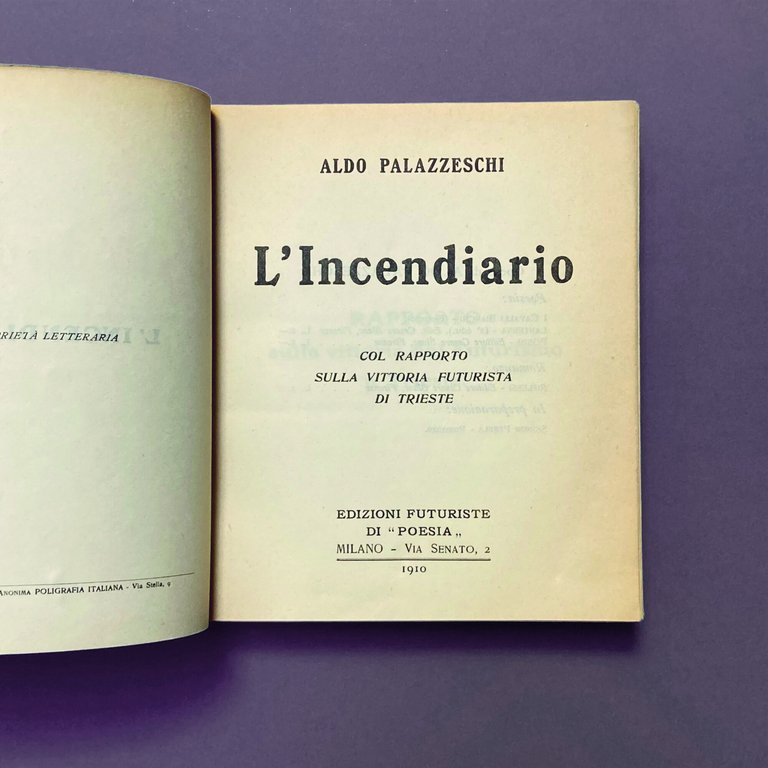 RIETÀ LETTERARIA
ANONIMA POLIGRAFIA ITALIANA - Via Stella, 9
ALDO PALAZZESCHI
L'Incendiario
COL RAPPORTO
SULLA VITTORIA FUTURISTA
DI TRIESTE
EDIZIONI FUTURISTE
DI "POESIA„
MILANO - VIA SENATO, 2
1910